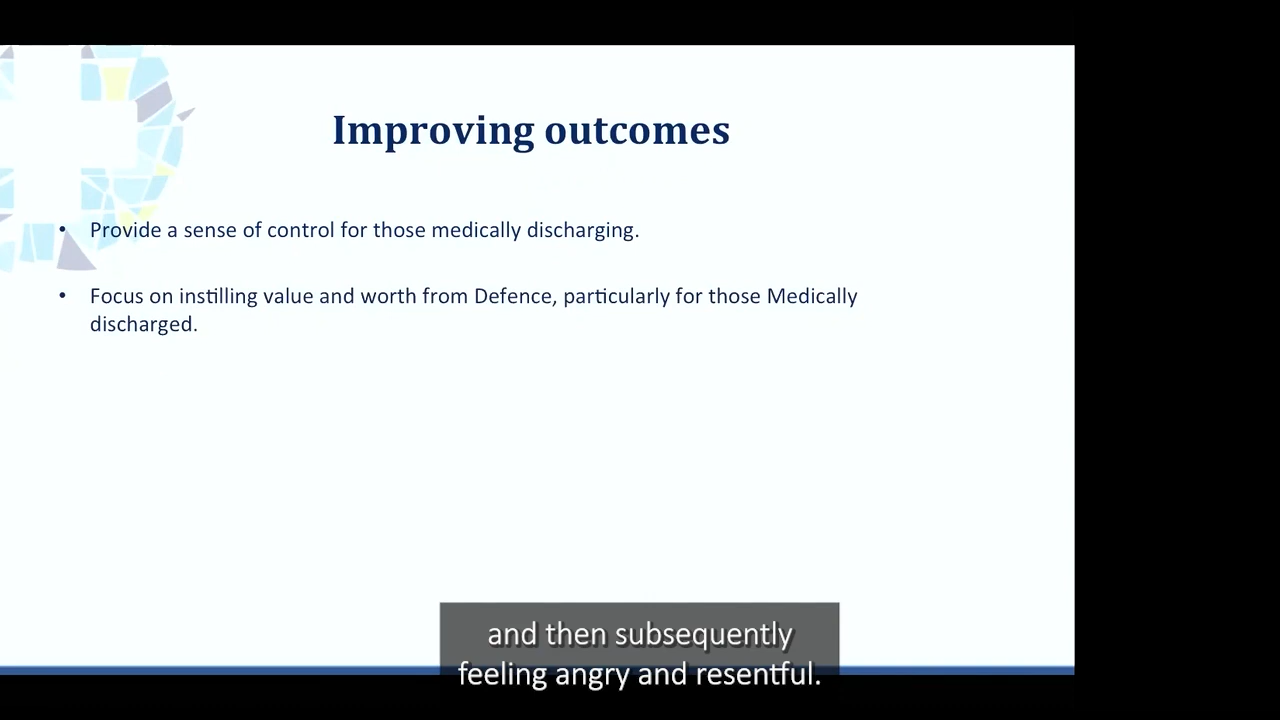 Improving outcomes
• Provide a sense of control for those medically discharging.
• Focus on instilling value and worth from Defence, particularly for those Medically
discharged.
and then subsequently
feeling angry and resentful.